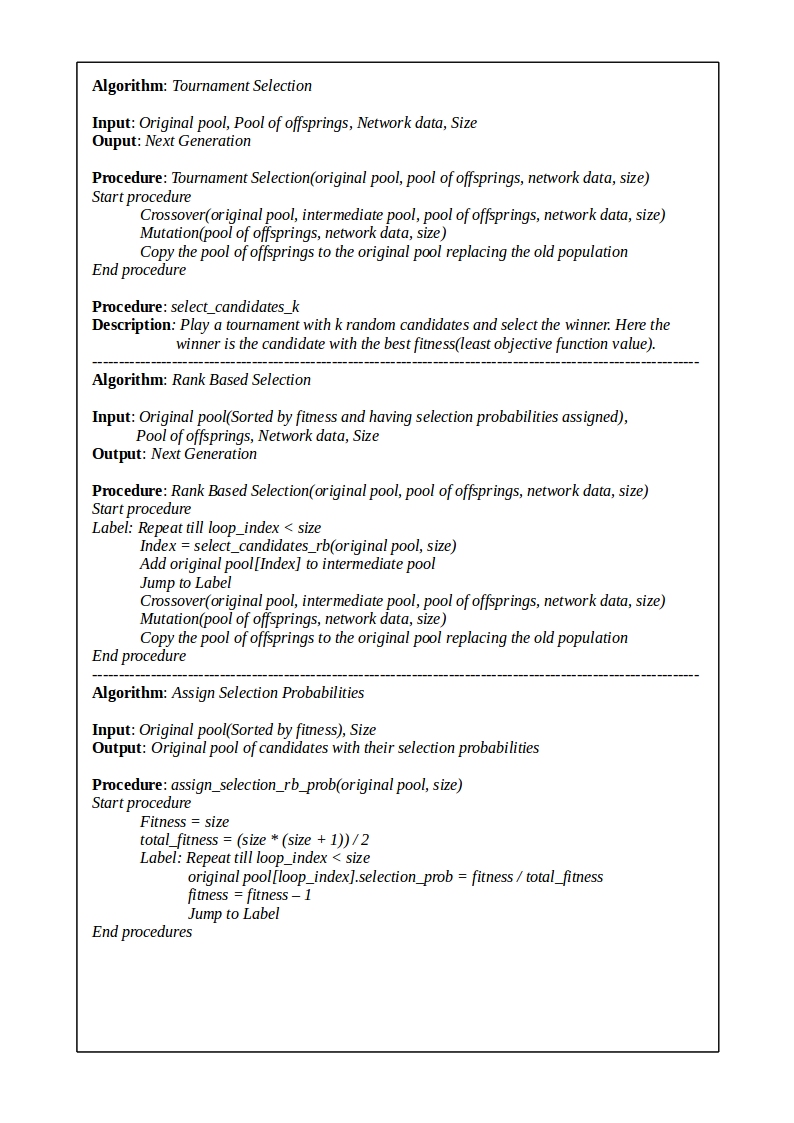 Algorithm: Tournament Selection
Input: Original pool, Pool of offsprings, Network data, Size
Ouput: Next Generation
Procedure: Tournament Selection(original pool, pool of offsprings, network data, size)
Start procedure
Crossover(original pool, intermediate pool, pool of offsprings, network data, size)
Mutation(pool of offsprings, network data, size)
Copy the pool of offsprings to the original pool replacing the old population
End procedure
Procedure: select_candidates_k
Description: Play a tournament with k random candidates and select the winner. Here the
winner is the candidate with the best fitness(least objective function value).
------------------------------------------------------------------------------------------------------------------
Algorithm: Rank Based Selection
Input: Original pool(Sorted by fitness and having selection probabilities assigned),
Pool of offsprings, Network data, Size
Output: Next Generation
Procedure: Rank Based Selection(original pool, pool of offsprings, network data, size)
Start procedure
Label: Repeat till loop_index < size
Index = select_candidates_rb(original pool, size)
Add original pool[Index] to intermediate pool
Jump to Label
Crossover(original pool, intermediate pool, pool of offsprings, network data, size)
Mutation(pool of offsprings, network data, size)
Copy the pool of offsprings to the original pool replacing the old population
End procedure
------------------------------------------------------------------------------------------------------------------
Algorithm: Assign Selection Probabilities
Input: Original pool(Sorted by fitness), Size
Output: Original pool of candidates with their selection probabilities
Procedure: assign_selection_rb_prob(original pool, size)
Start procedure
Fitness = size
total_fitness = (size * (size + 1)) / 2
Label: Repeat till loop_index < size
original pool[loop_index].selection_prob = fitness / total_fitness
fitness = fitness – 1
Jump to Label
End procedures